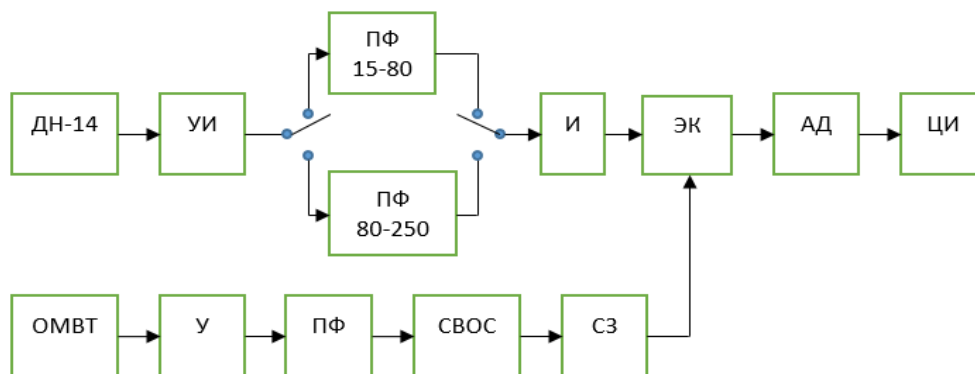 ПФ
15-80
ДН-14
УИ
И
ЭК
АД
ЦИ
ПФ
80-250
ОМВТ
У
ПФ
СВОС
СЗ